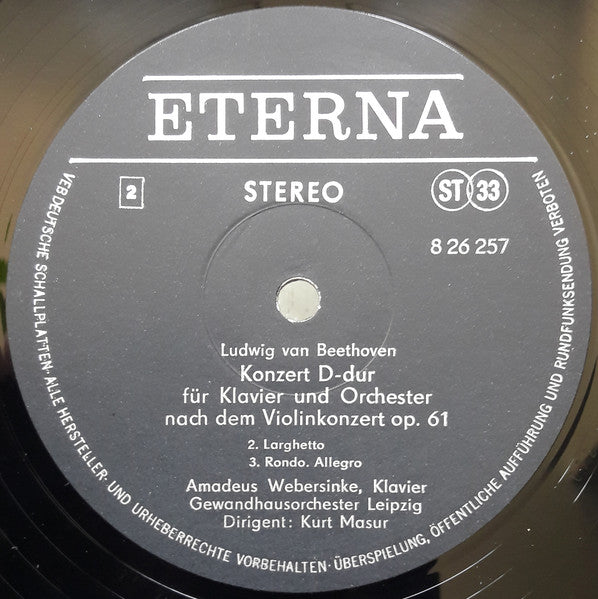 ETERNA
2
STEREO
ST 33
8 26 257
Ludwig van Beethoven
Konzert D-dur
für Klavier und Orchester
nach dem Violinkonzert op. 61
2. Larghetto
3. Rondo. Allegro
Amadeus Webersinke, Klavier
Gewandhausorchester Leipzig
Dirigent: Kurt Masur
VEB DEUTSCHE SCHALLPLATTEN · ALLE HERSTELLER- UND URHEBERRECHTE VORBEHALTEN · ÜBERSPIELUNG, ÖFFENTLICHE AUFFÜHRUNG UND RUNDFUNKSENDUNG VERBOTEN